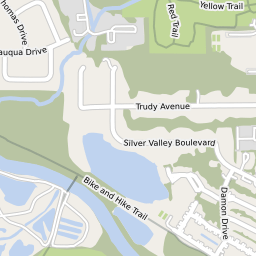 Yellow Trail
Red Trail
Thomas Drive
auqua Drive
Trudy Avenue
Silver Valley Boulevard
Bike and Hike Trail
Damon Drive